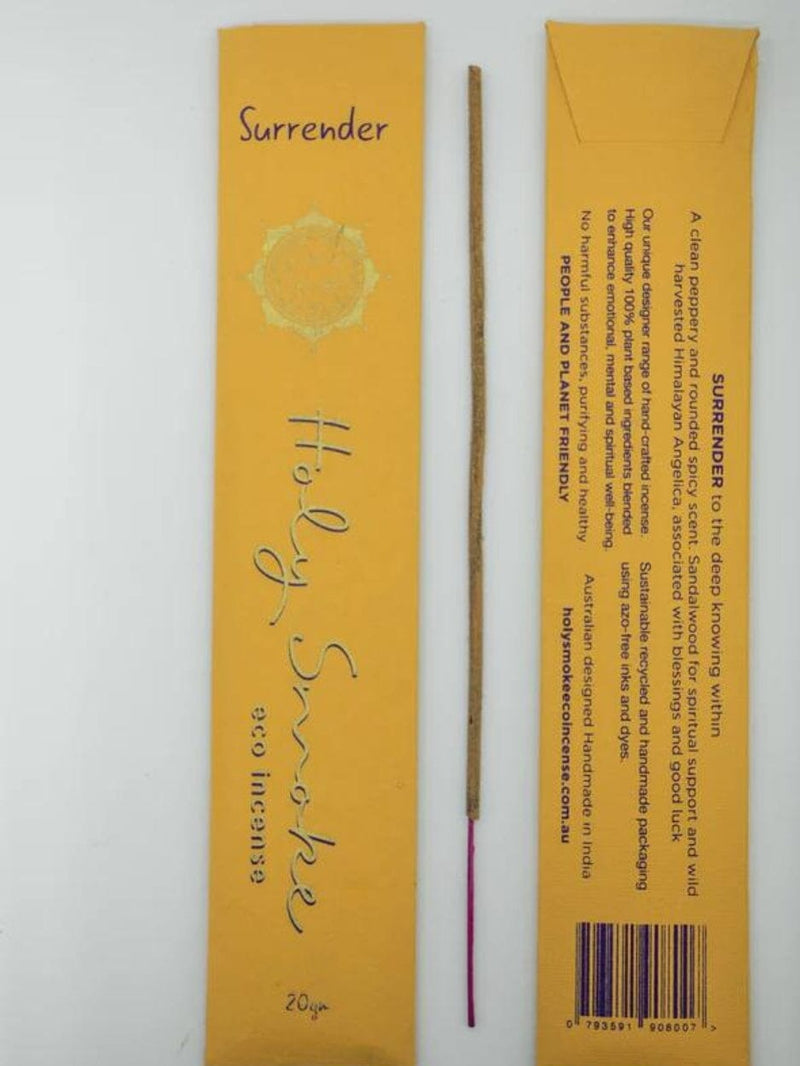 Surrender
Holy Smoke
eco incense
20gm
SURRENDER to the deep knowing within
A clean peppery and rounded spicy scent. Sandalwood for spiritual support and wild
harvested Himalayan Angelica, associated with blessings and good luck
Our unique designer range of hand-crafted incense.
High quality 100% plant based ingredients blended
to enhance emotional, mental and spiritual well-being.
No harmful substances, purifying and healthy
PEOPLE AND PLANET FRIENDLY
Sustainable recycled and handmade packaging
using azo-free inks and dyes.
Australian designed Handmade in India
holysmokeecoincense.com.au
0 793591 908007 >